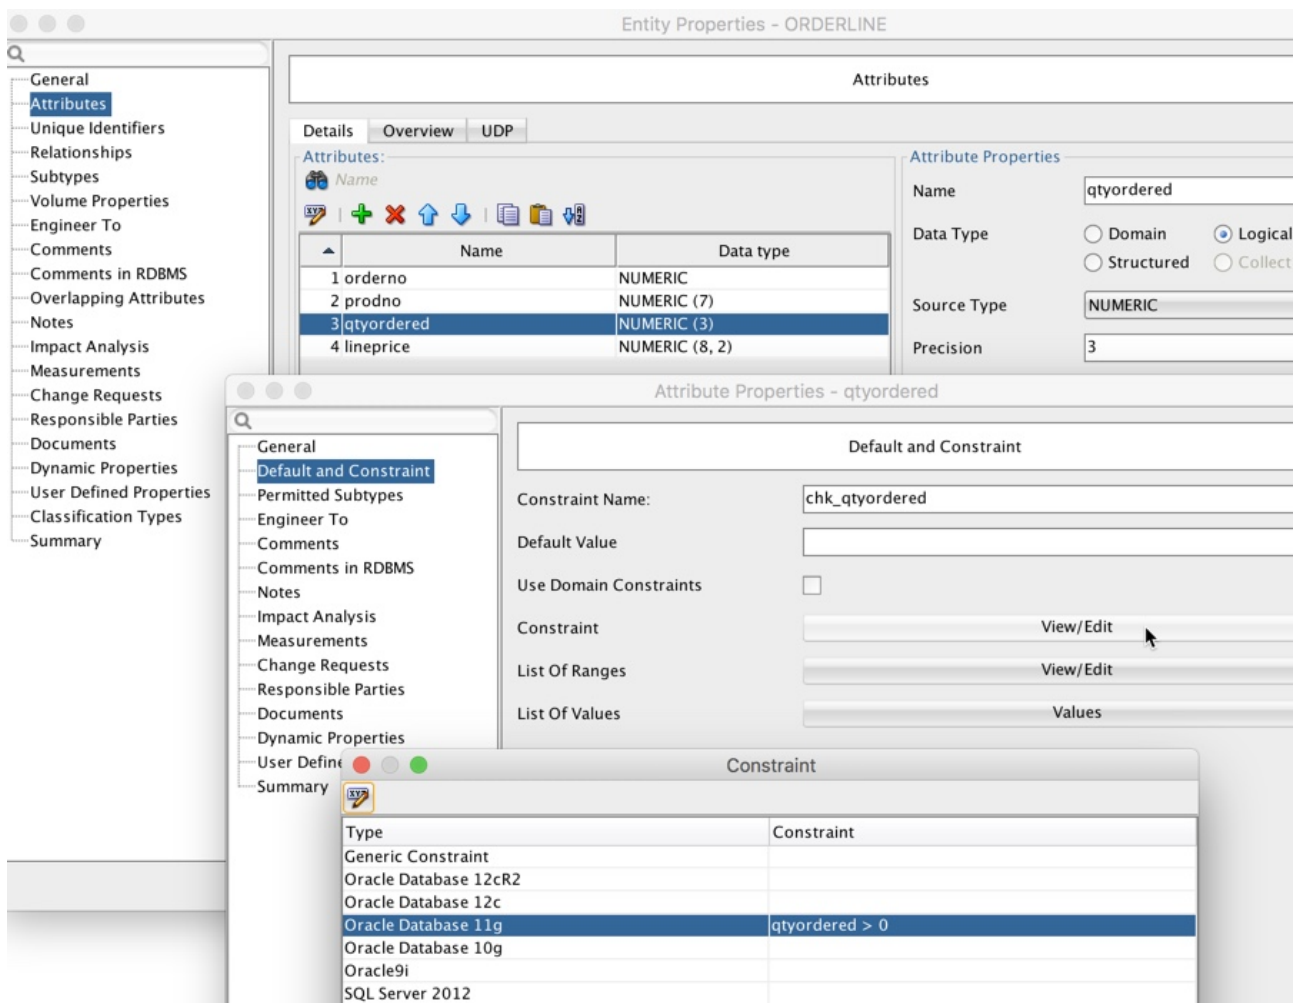 Entity Properties - ORDERLINE
General
Attributes
Unique Identifiers
Relationships
Subtypes
Volume Properties
Engineer To
Comments
Comments in RDBMS
Overlapping Attributes
Notes
Impact Analysis
Measurements
Change Requests
Responsible Parties
Documents
Dynamic Properties
User Defined Properties
Classification Types
Summary
Attributes
Details Overview UDP
Attributes:
Name
Name Data type
1 orderno NUMERIC
2 prodno NUMERIC (7)
3 qtyordered NUMERIC (3)
4 lineprice NUMERIC (8, 2)
Attribute Properties
Name qtyordered
Data Type Domain Logical
Structured Collect
Source Type NUMERIC
Precision 3
Attribute Properties - qtyordered
General
Default and Constraint
Permitted Subtypes
Engineer To
Comments
Comments in RDBMS
Notes
Impact Analysis
Measurements
Change Requests
Responsible Parties
Documents
Dynamic Properties
User Define
Summary
Default and Constraint
Constraint Name: chk_qtyordered
Default Value
Use Domain Constraints
Constraint View/Edit
List Of Ranges View/Edit
List Of Values Values
Constraint
Type Constraint
Generic Constraint
Oracle Database 12cR2
Oracle Database 12c
Oracle Database 11g qtyordered > 0
Oracle Database 10g
Oracle9i
SQL Server 2012